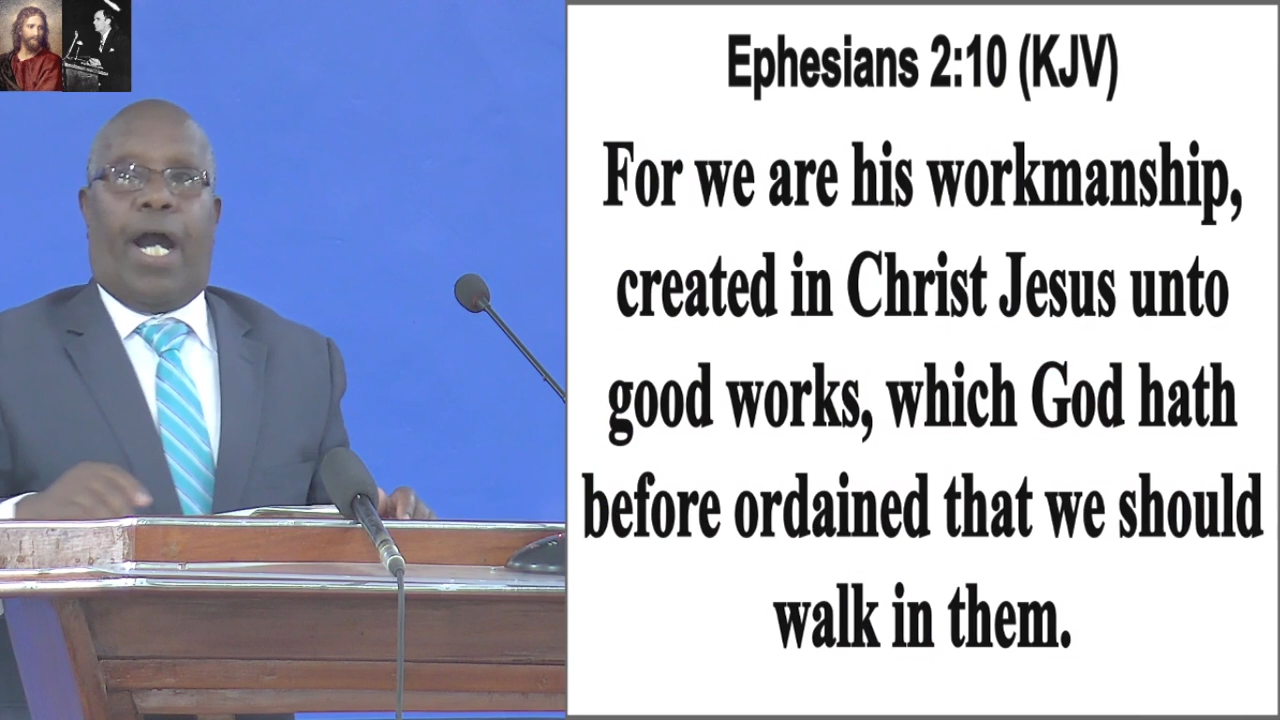 Ephesians 2:10 (KJV)
For we are his workmanship,
created in Christ Jesus unto
good works, which God hath
before ordained that we should
walk in them.